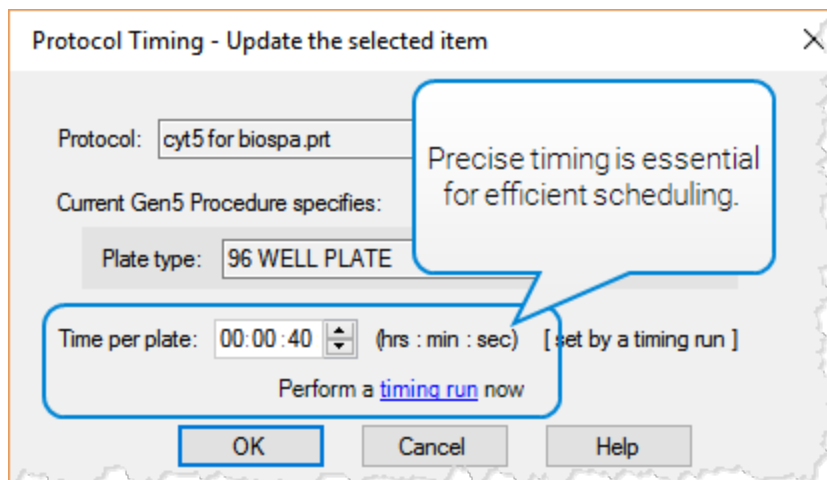 Protocol Timing - Update the selected item
Protocol: cyt5 for biospa.prt
Precise timing is essential
for efficient scheduling.
Current Gen5 Procedure specifies:
Plate type: 96 WELL PLATE
Time per plate: 00:00:40 (hrs : min : sec) [ set by a timing run ]
Perform a timing run now
OK Cancel Help